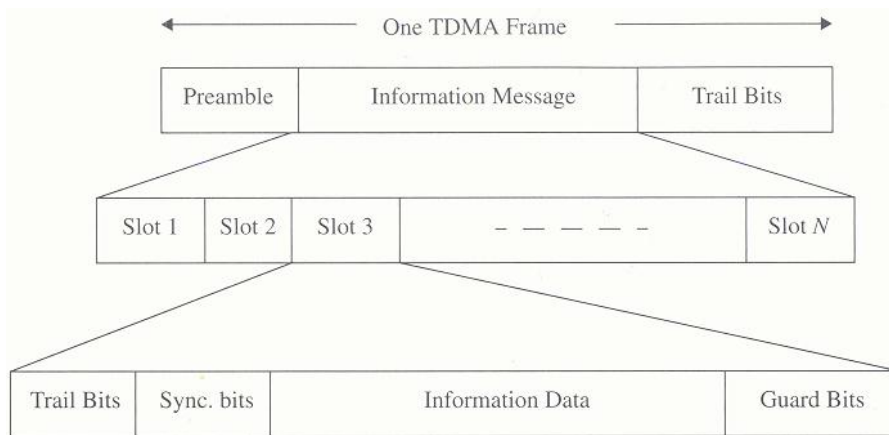 One TDMA Frame
Preamble Information Message Trail Bits
Slot 1 Slot 2 Slot 3 Slot N
Trail Bits Sync. bits Information Data Guard Bits